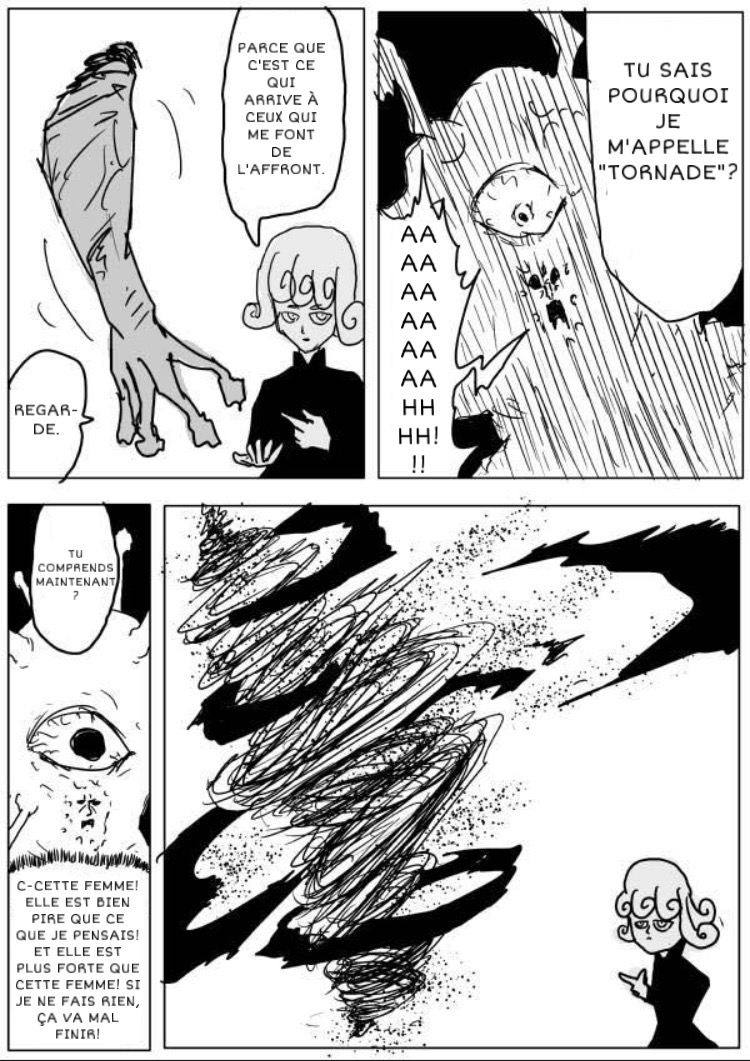 TU SAIS
POURQUOI
JE
M'APPELLE
"TORNADE"?
AA
AA
AA
AA
AA
AA
HH
HH!
!!
PARCE QUE
C'EST CE
QUI
ARRIVE À
CEUX QUI
ME FONT
DE
L'AFFRONT.
REGAR-
DE.
TU
COMPRENDS
MAINTENANT
?
C-CETTE FEMME!
ELLE EST BIEN
PIRE QUE CE
QUE JE PENSAIS!
ET ELLE EST
PLUS FORTE QUE
CETTE FEMME! SI
JE NE FAIS RIEN,
ÇA VA MAL
FINIR!